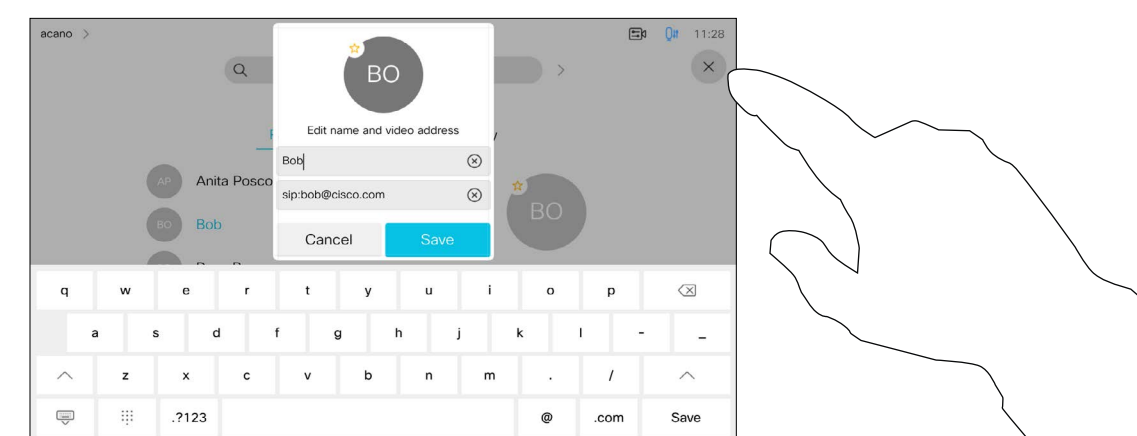 acano
11:28
BO
Edit name and video address
Bob
sip:bob@cisco.com
Cancel Save
AP Anita Posco
BO Bob
BO
q w e r t y u i o p
a s d f g h j k l - _
z x c v b n m . /
.?123 @ .com Save